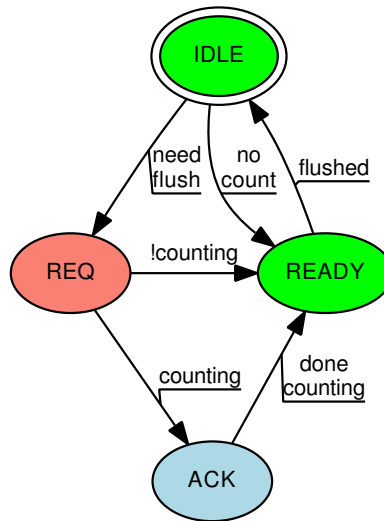 IDLE
need
flush
no
count
flushed
REQ
!counting
READY
counting
done
counting
ACK